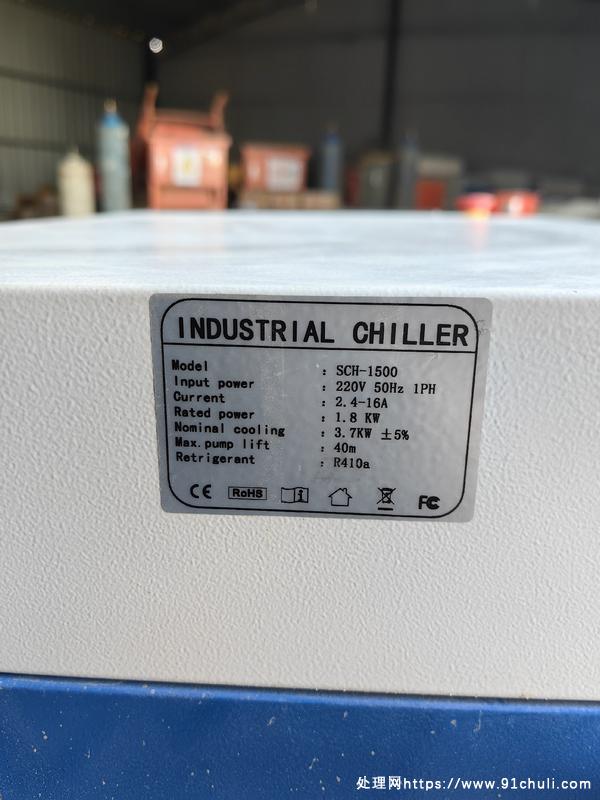 INDUSTRIAL CHILLER
Model : SCH-1500
Input power : 220V 50Hz 1PH
Current : 2.4-16A
Rated power : 1.8 KW
Nominal cooling : 3.7KW ±5%
Max.pump lift : 40m
Retrigerant : R410a
CE RoHS i FC
处理网https://www.91chuli.com